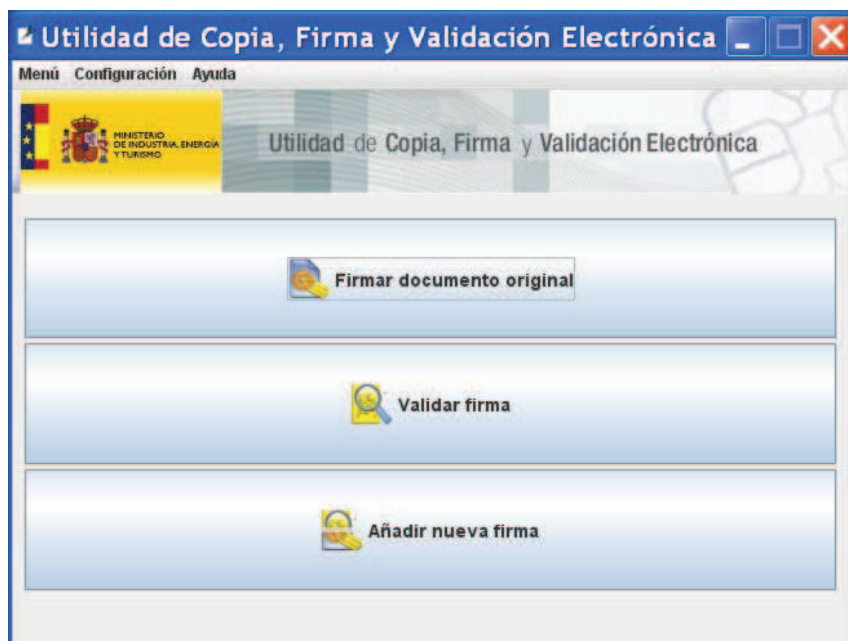 Utilidad de Copia, Firma y Validación Electrónica
Menú Configuración Ayuda
MINISTERIO
DE INDUSTRIA, ENERGÍA
Y TURISMO
Utilidad de Copia, Firma y Validación Electrónica
Firmar documento original
Validar firma
Añadir nueva firma